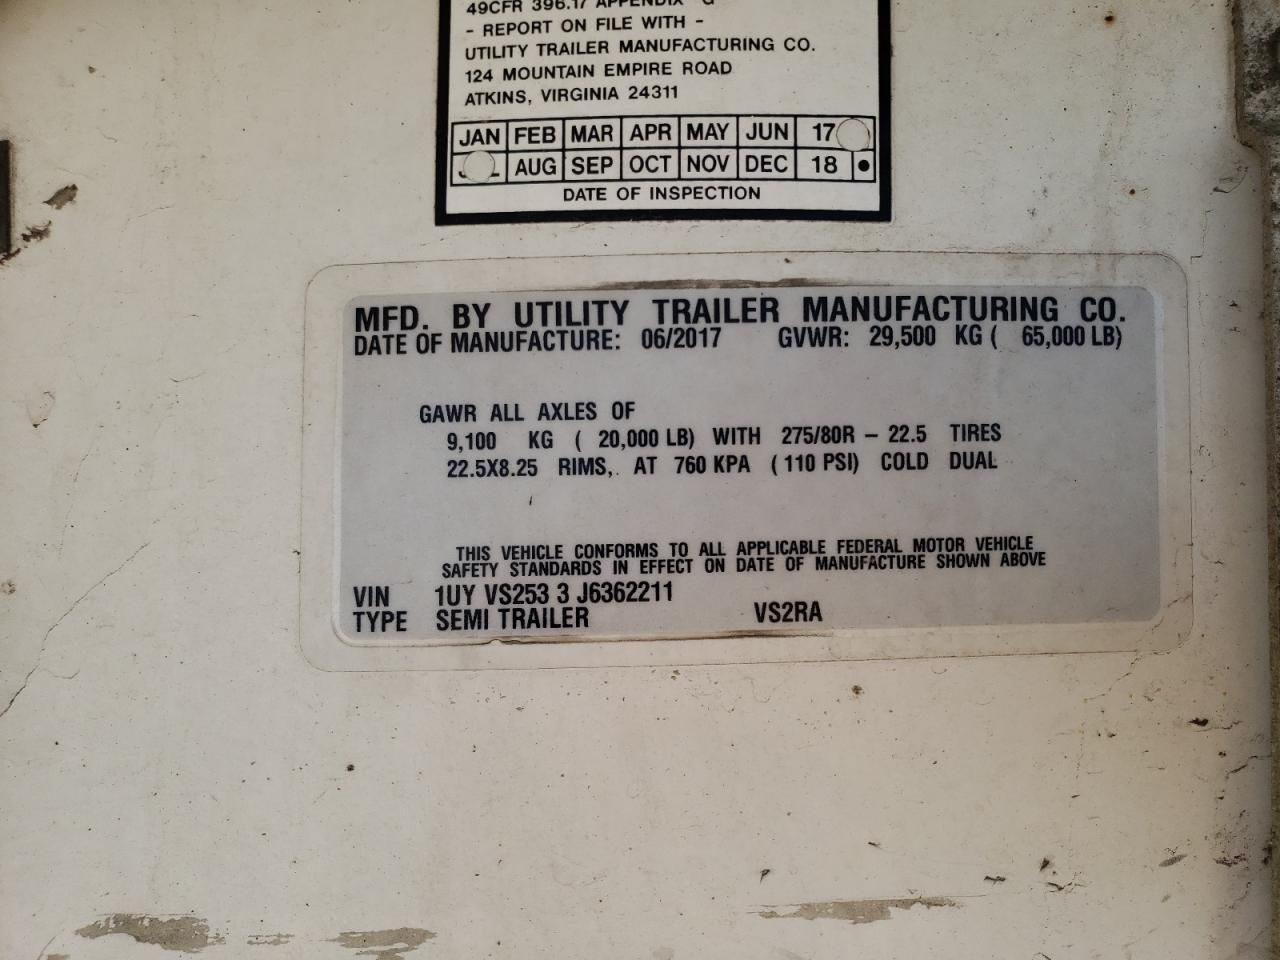 49CFR 396.17 APPENDIX "G"
- REPORT ON FILE WITH -
UTILITY TRAILER MANUFACTURING CO.
124 MOUNTAIN EMPIRE ROAD
ATKINS, VIRGINIA 24311
JAN FEB MAR APR MAY JUN 17
AUG SEP OCT NOV DEC 18 •
DATE OF INSPECTION
MFD. BY UTILITY TRAILER MANUFACTURING CO.
DATE OF MANUFACTURE: 06/2017 GVWR: 29,500 KG ( 65,000 LB)
GAWR ALL AXLES OF
9,100 KG ( 20,000 LB) WITH 275/80R - 22.5 TIRES
22.5X8.25 RIMS, AT 760 KPA ( 110 PSI) COLD DUAL
THIS VEHICLE CONFORMS TO ALL APPLICABLE FEDERAL MOTOR VEHICLE
SAFETY STANDARDS IN EFFECT ON DATE OF MANUFACTURE SHOWN ABOVE
VIN 1UY VS253 3 J6362211
TYPE SEMI TRAILER VS2RA